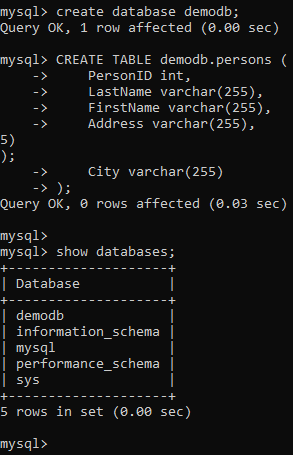 mysql> create database demodb;
Query OK, 1 row affected (0.00 sec)
mysql> CREATE TABLE demodb.persons (
    ->     PersonID int,
    ->     LastName varchar(255),
    ->     FirstName varchar(255),
    ->     Address varchar(255),
5)
);
    ->     City varchar(255)
    -> );
Query OK, 0 rows affected (0.03 sec)
mysql>
mysql> show databases;
+--------------------+
| Database           |
+--------------------+
| demodb             |
| information_schema |
| mysql              |
| performance_schema |
| sys                |
+--------------------+
5 rows in set (0.00 sec)
mysql>